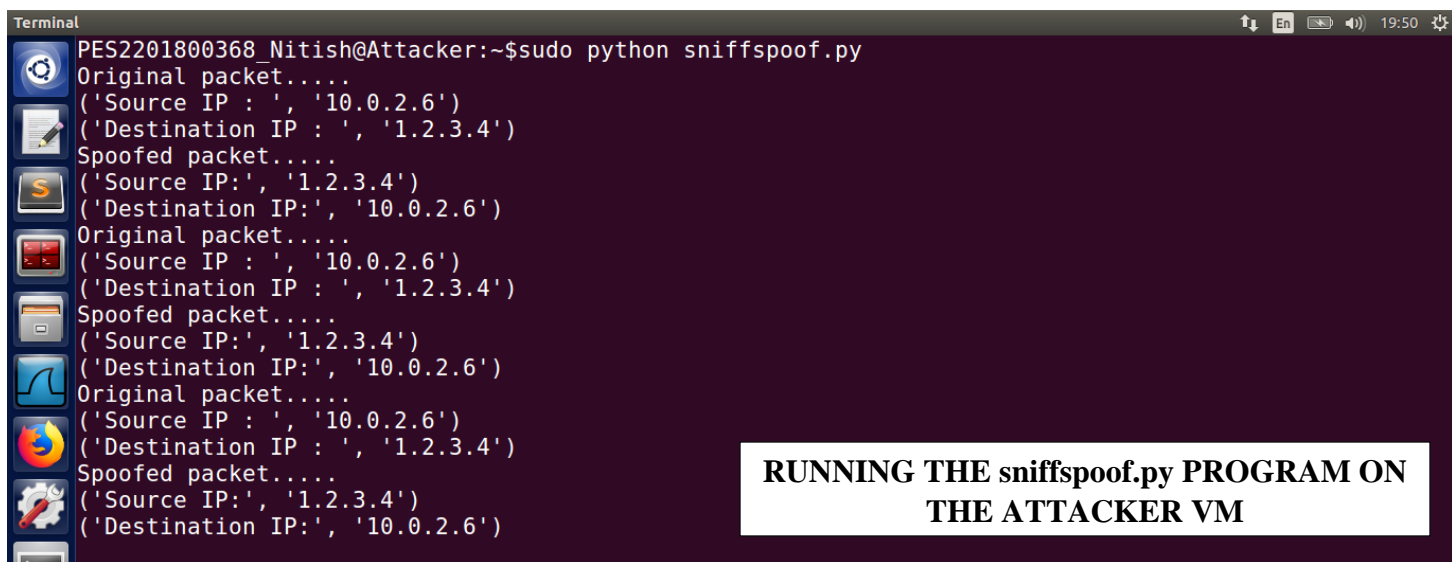 Terminal
En
19:50
PES2201800368_Nitish@Attacker:~$sudo python sniffspoof.py
Original packet.....
('Source IP : ', '10.0.2.6')
('Destination IP : ', '1.2.3.4')
Spoofed packet.....
('Source IP:', '1.2.3.4')
('Destination IP:', '10.0.2.6')
Original packet.....
('Source IP : ', '10.0.2.6')
('Destination IP : ', '1.2.3.4')
Spoofed packet.....
('Source IP:', '1.2.3.4')
('Destination IP:', '10.0.2.6')
Original packet.....
('Source IP : ', '10.0.2.6')
('Destination IP : ', '1.2.3.4')
Spoofed packet.....
('Source IP:', '1.2.3.4')
('Destination IP:', '10.0.2.6')
RUNNING THE sniffspoof.py PROGRAM ON
THE ATTACKER VM